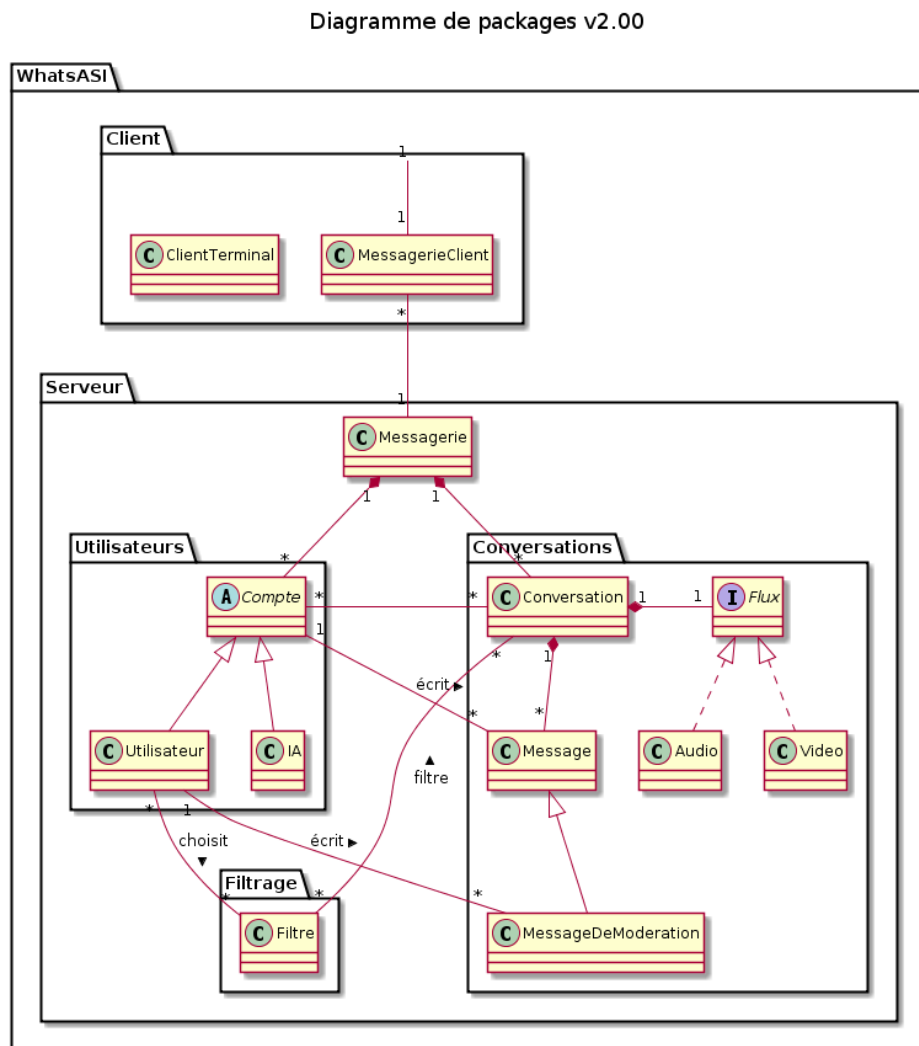 Diagramme de packages v2.00
WhatsASI
Client
1
1
C ClientTerminal
C MessagerieClient
*
Serveur
1
C Messagerie
1 1
Utilisateurs
Conversations
* *
A Compte
* *
C Conversation
1 1
I Flux
1
* 1
écrit ►
* *
C Utilisateur
C IA
C Message
C Audio
C Video
▲
filtre
* 1
choisit
▼
écrit ►
Filtrage
* * *
C Filtre
C MessageDeModeration